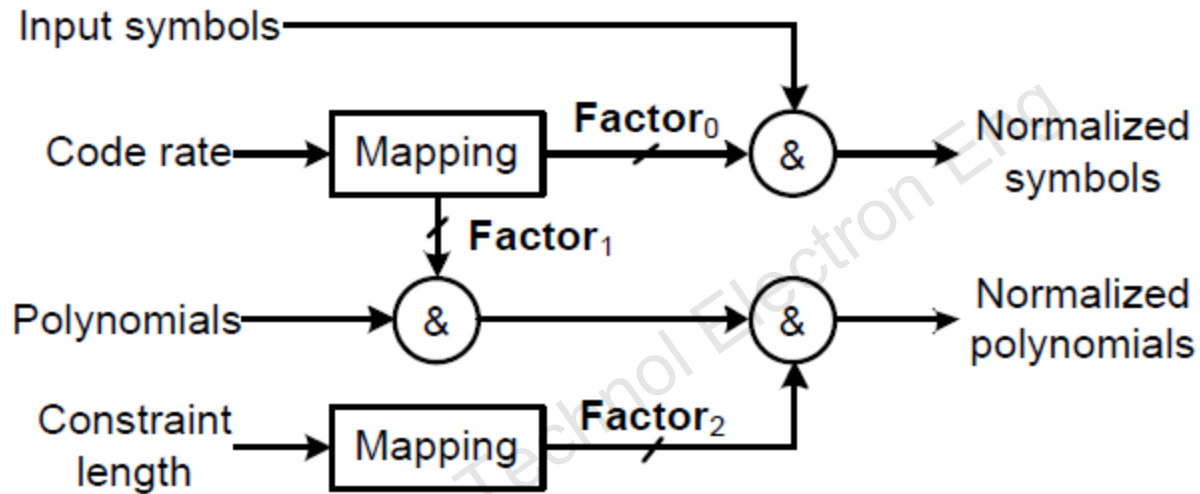 Input symbols
Code rate
Mapping
Factor0
&
Normalized
symbols
Factor1
Polynomials
&
&
Normalized
polynomials
Constraint
length
Mapping
Factor2
Technol Electron Eng